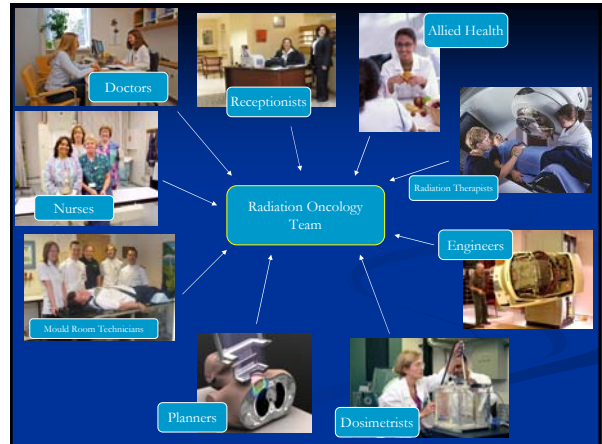 Allied Health
Doctors
Receptionists
Radiation Therapists
Nurses
Radiation Oncology
Team
Engineers
Mould Room Technicians
Planners
Dosimetrists